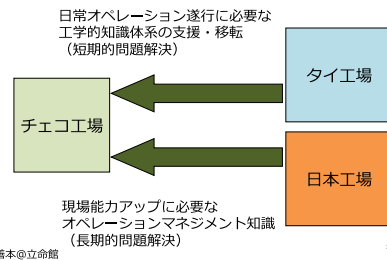 日常オペレーション遂行に必要な
工学的知識体系の支援・移転
（短期的問題解決）
タイ工場
チェコ工場
日本工場
現場能力アップに必要な
オペレーションマネジメント知識
（長期的問題解決）
本@立命館